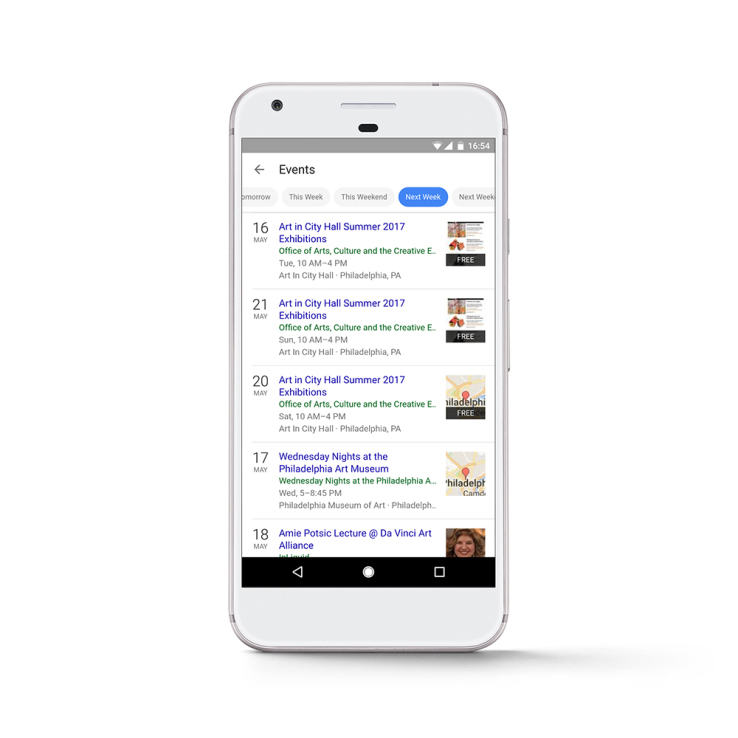 16:54
Events
omorrow
This Week
This Weekend
Next Week
Next Week
16
MAY
Art in City Hall Summer 2017
Exhibitions
Office of Arts, Culture and the Creative E..
Tue, 10 AM–4 PM
Art In City Hall · Philadelphia, PA
FREE
21
MAY
Art in City Hall Summer 2017
Exhibitions
Office of Arts, Culture and the Creative E..
Sun, 10 AM–4 PM
Art In City Hall · Philadelphia, PA
FREE
20
MAY
Art in City Hall Summer 2017
Exhibitions
Office of Arts, Culture and the Creative E..
Sat, 10 AM–4 PM
Art In City Hall · Philadelphia, PA
iladelphi
FREE
17
MAY
Wednesday Nights at the
Philadelphia Art Museum
Wednesday Nights at the Philadelphia A...
Wed, 5–8:45 PM
Philadelphia Museum of Art · Philadelph..
hiladelph
Camd
18
MAY
Amie Potsic Lecture @ Da Vinci Art
Alliance
InLiquid